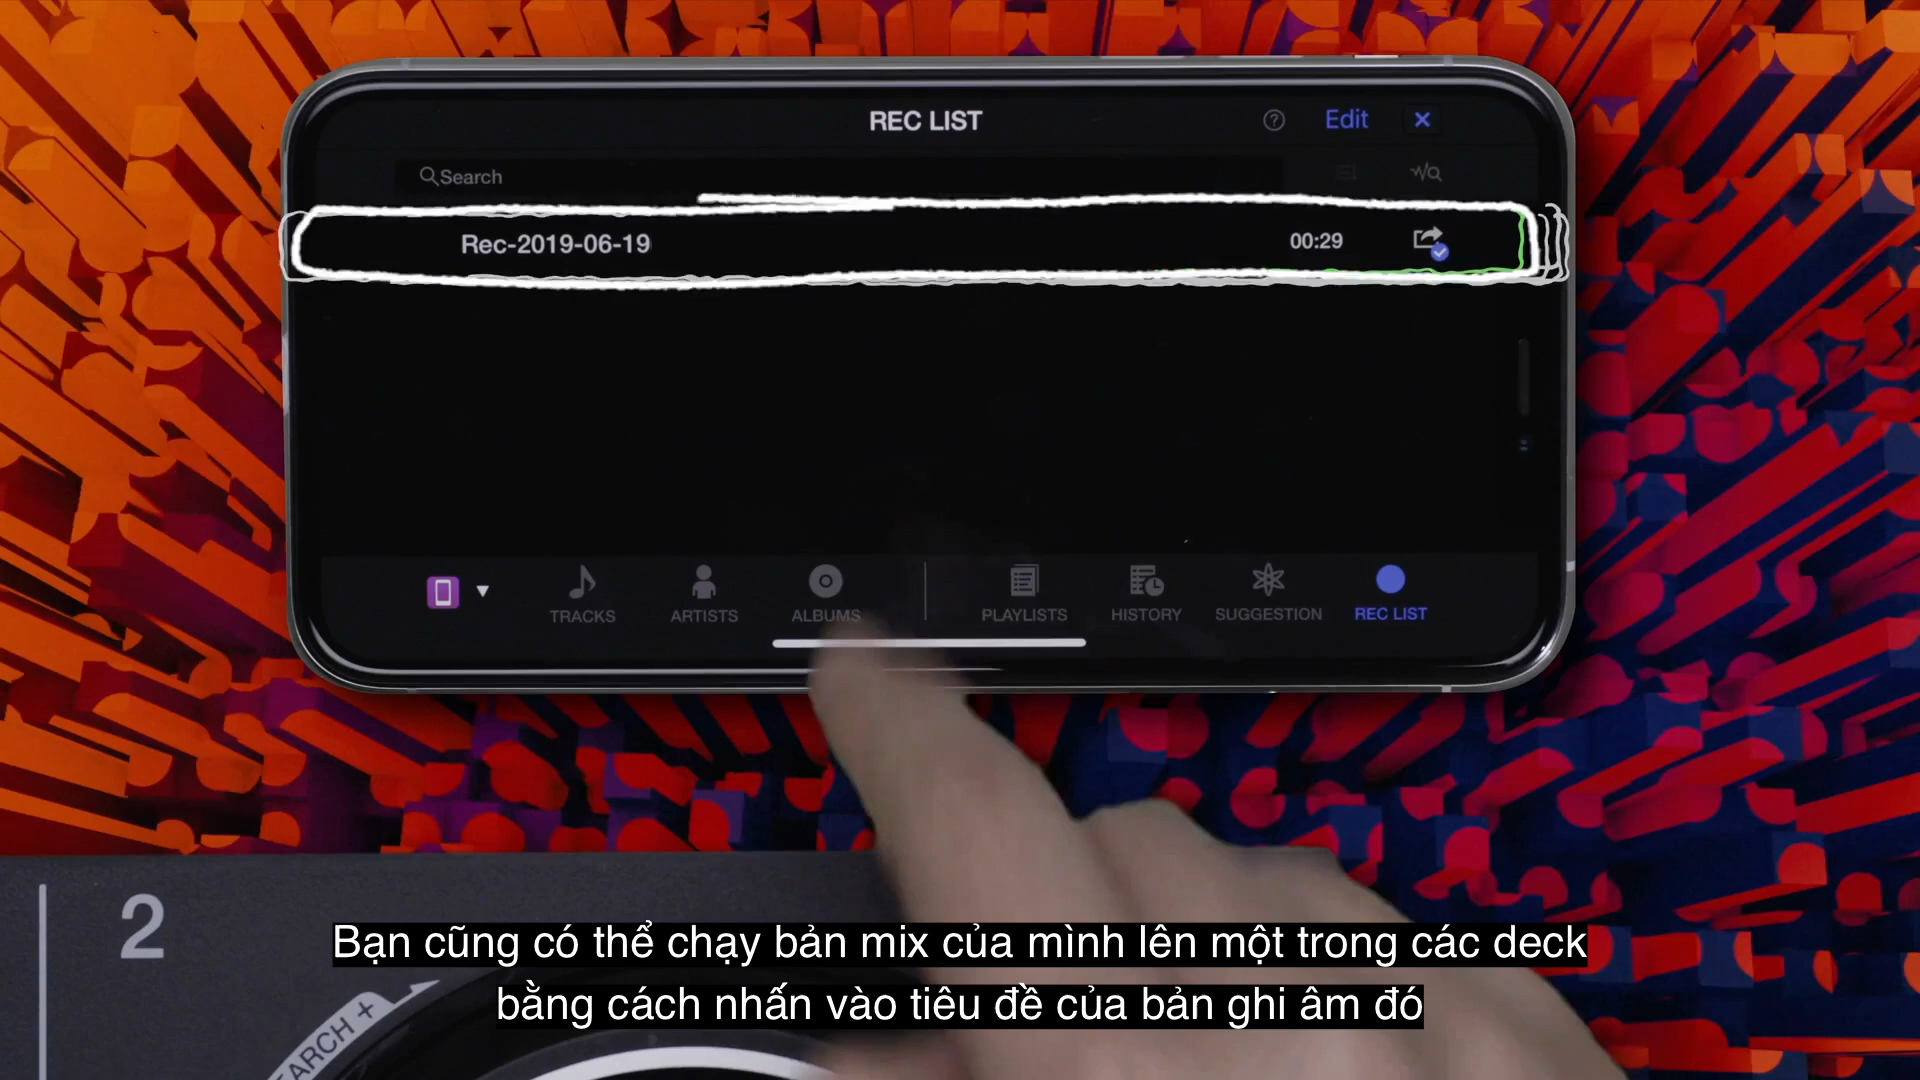 REC LIST
Edit
Search
Rec-2019-06-19
00:29
TRACKS
ARTISTS
ALBUMS
PLAYLISTS
HISTORY
SUGGESTION
REC LIST
2
Bạn cũng có thể chạy bản mix của mình lên một trong các deck
bằng cách nhấn vào tiêu đề của bản ghi âm đó